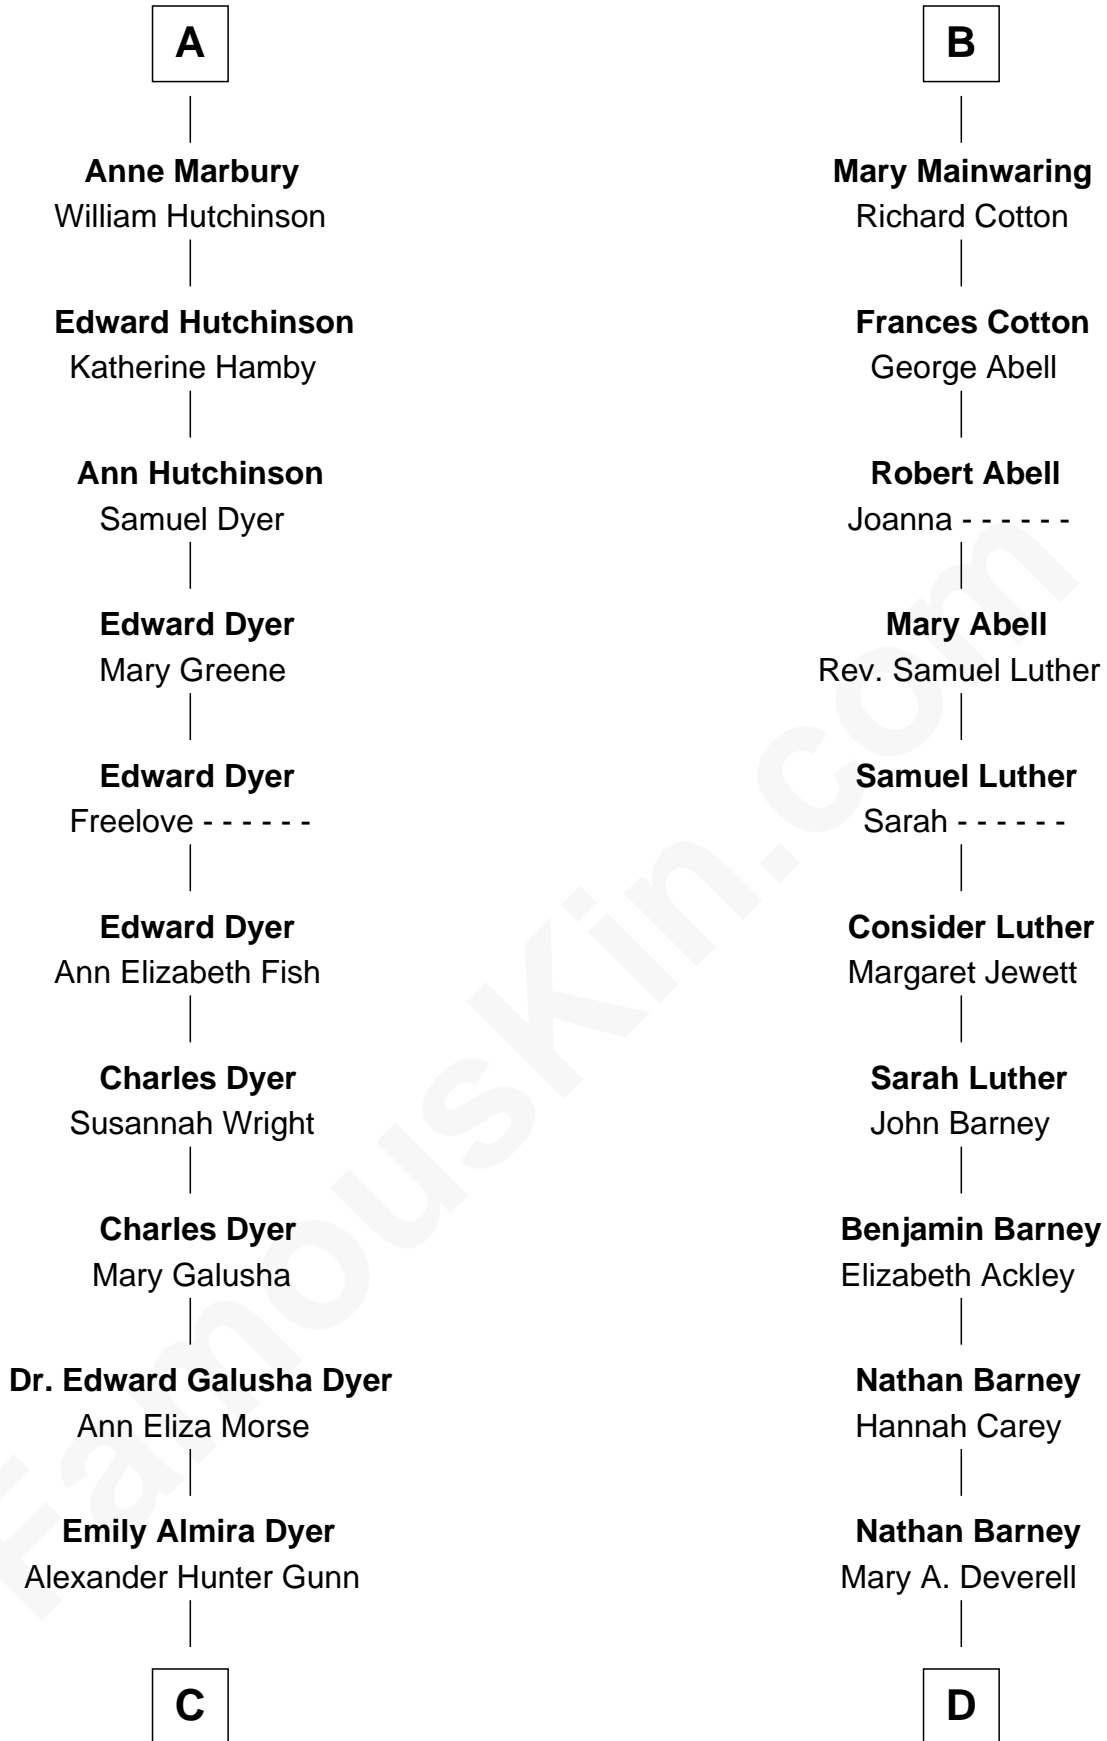 A
Anne Marbury
William Hutchinson
Edward Hutchinson
Katherine Hamby
Ann Hutchinson
Samuel Dyer
Edward Dyer
Mary Greene
Edward Dyer
Freelove - - - - - -
Edward Dyer
Ann Elizabeth Fish
Charles Dyer
Susannah Wright
Charles Dyer
Mary Galusha
Dr. Edward Galusha Dyer
Ann Eliza Morse
Emily Almira Dyer
Alexander Hunter Gunn
C
B
Mary Mainwaring
Richard Cotton
Frances Cotton
George Abell
Robert Abell
Joanna - - - - - -
Mary Abell
Rev. Samuel Luther
Samuel Luther
Sarah - - - - - -
Consider Luther
Margaret Jewett
Sarah Luther
John Barney
Benjamin Barney
Elizabeth Ackley
Nathan Barney
Hannah Carey
Nathan Barney
Mary A. Deverell
D
FamousKin.com